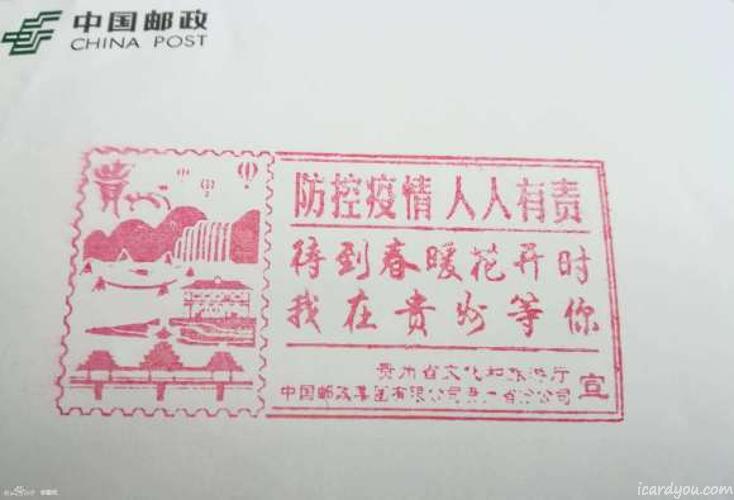 中国邮政
CHINA POST
贵
防控疫情 人人有责
待到春暖花开时
我在贵州等你
贵州省文化和旅游厅
中国邮政集团有限公司贵州省分公司
宣
icardyou.com